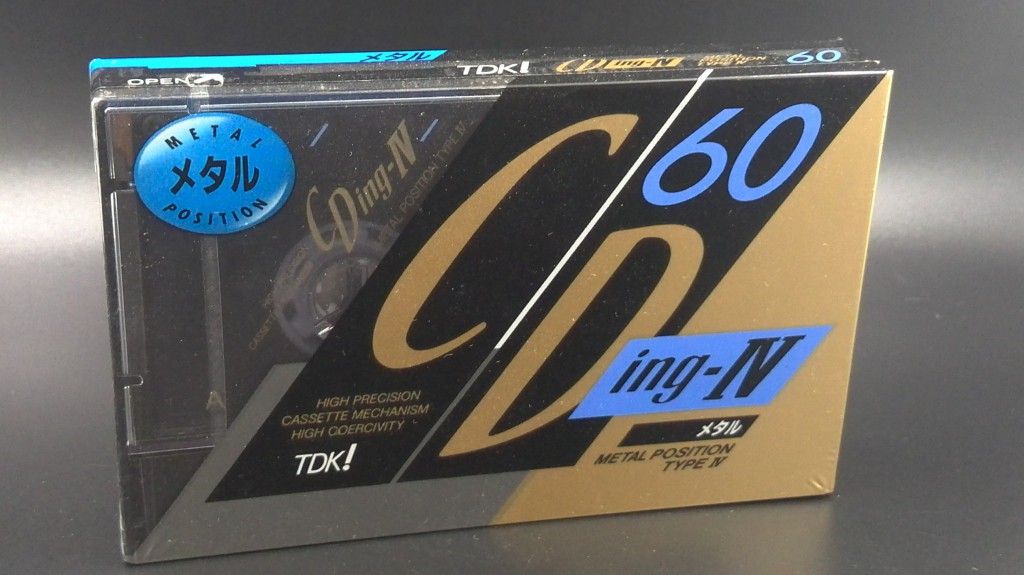 メタル
OPEN
TDK!
CDing-IV
METAL POSITION
TYPE IV
60
METAL
メタル
POSITION
CDing-IV
METAL POSITION TYPE IV
A
60
CD
ing-IV
メタル
METAL POSITION
TYPE IV
HIGH PRECISION
CASSETTE MECHANISM
HIGH COERCIVITY
TDK!